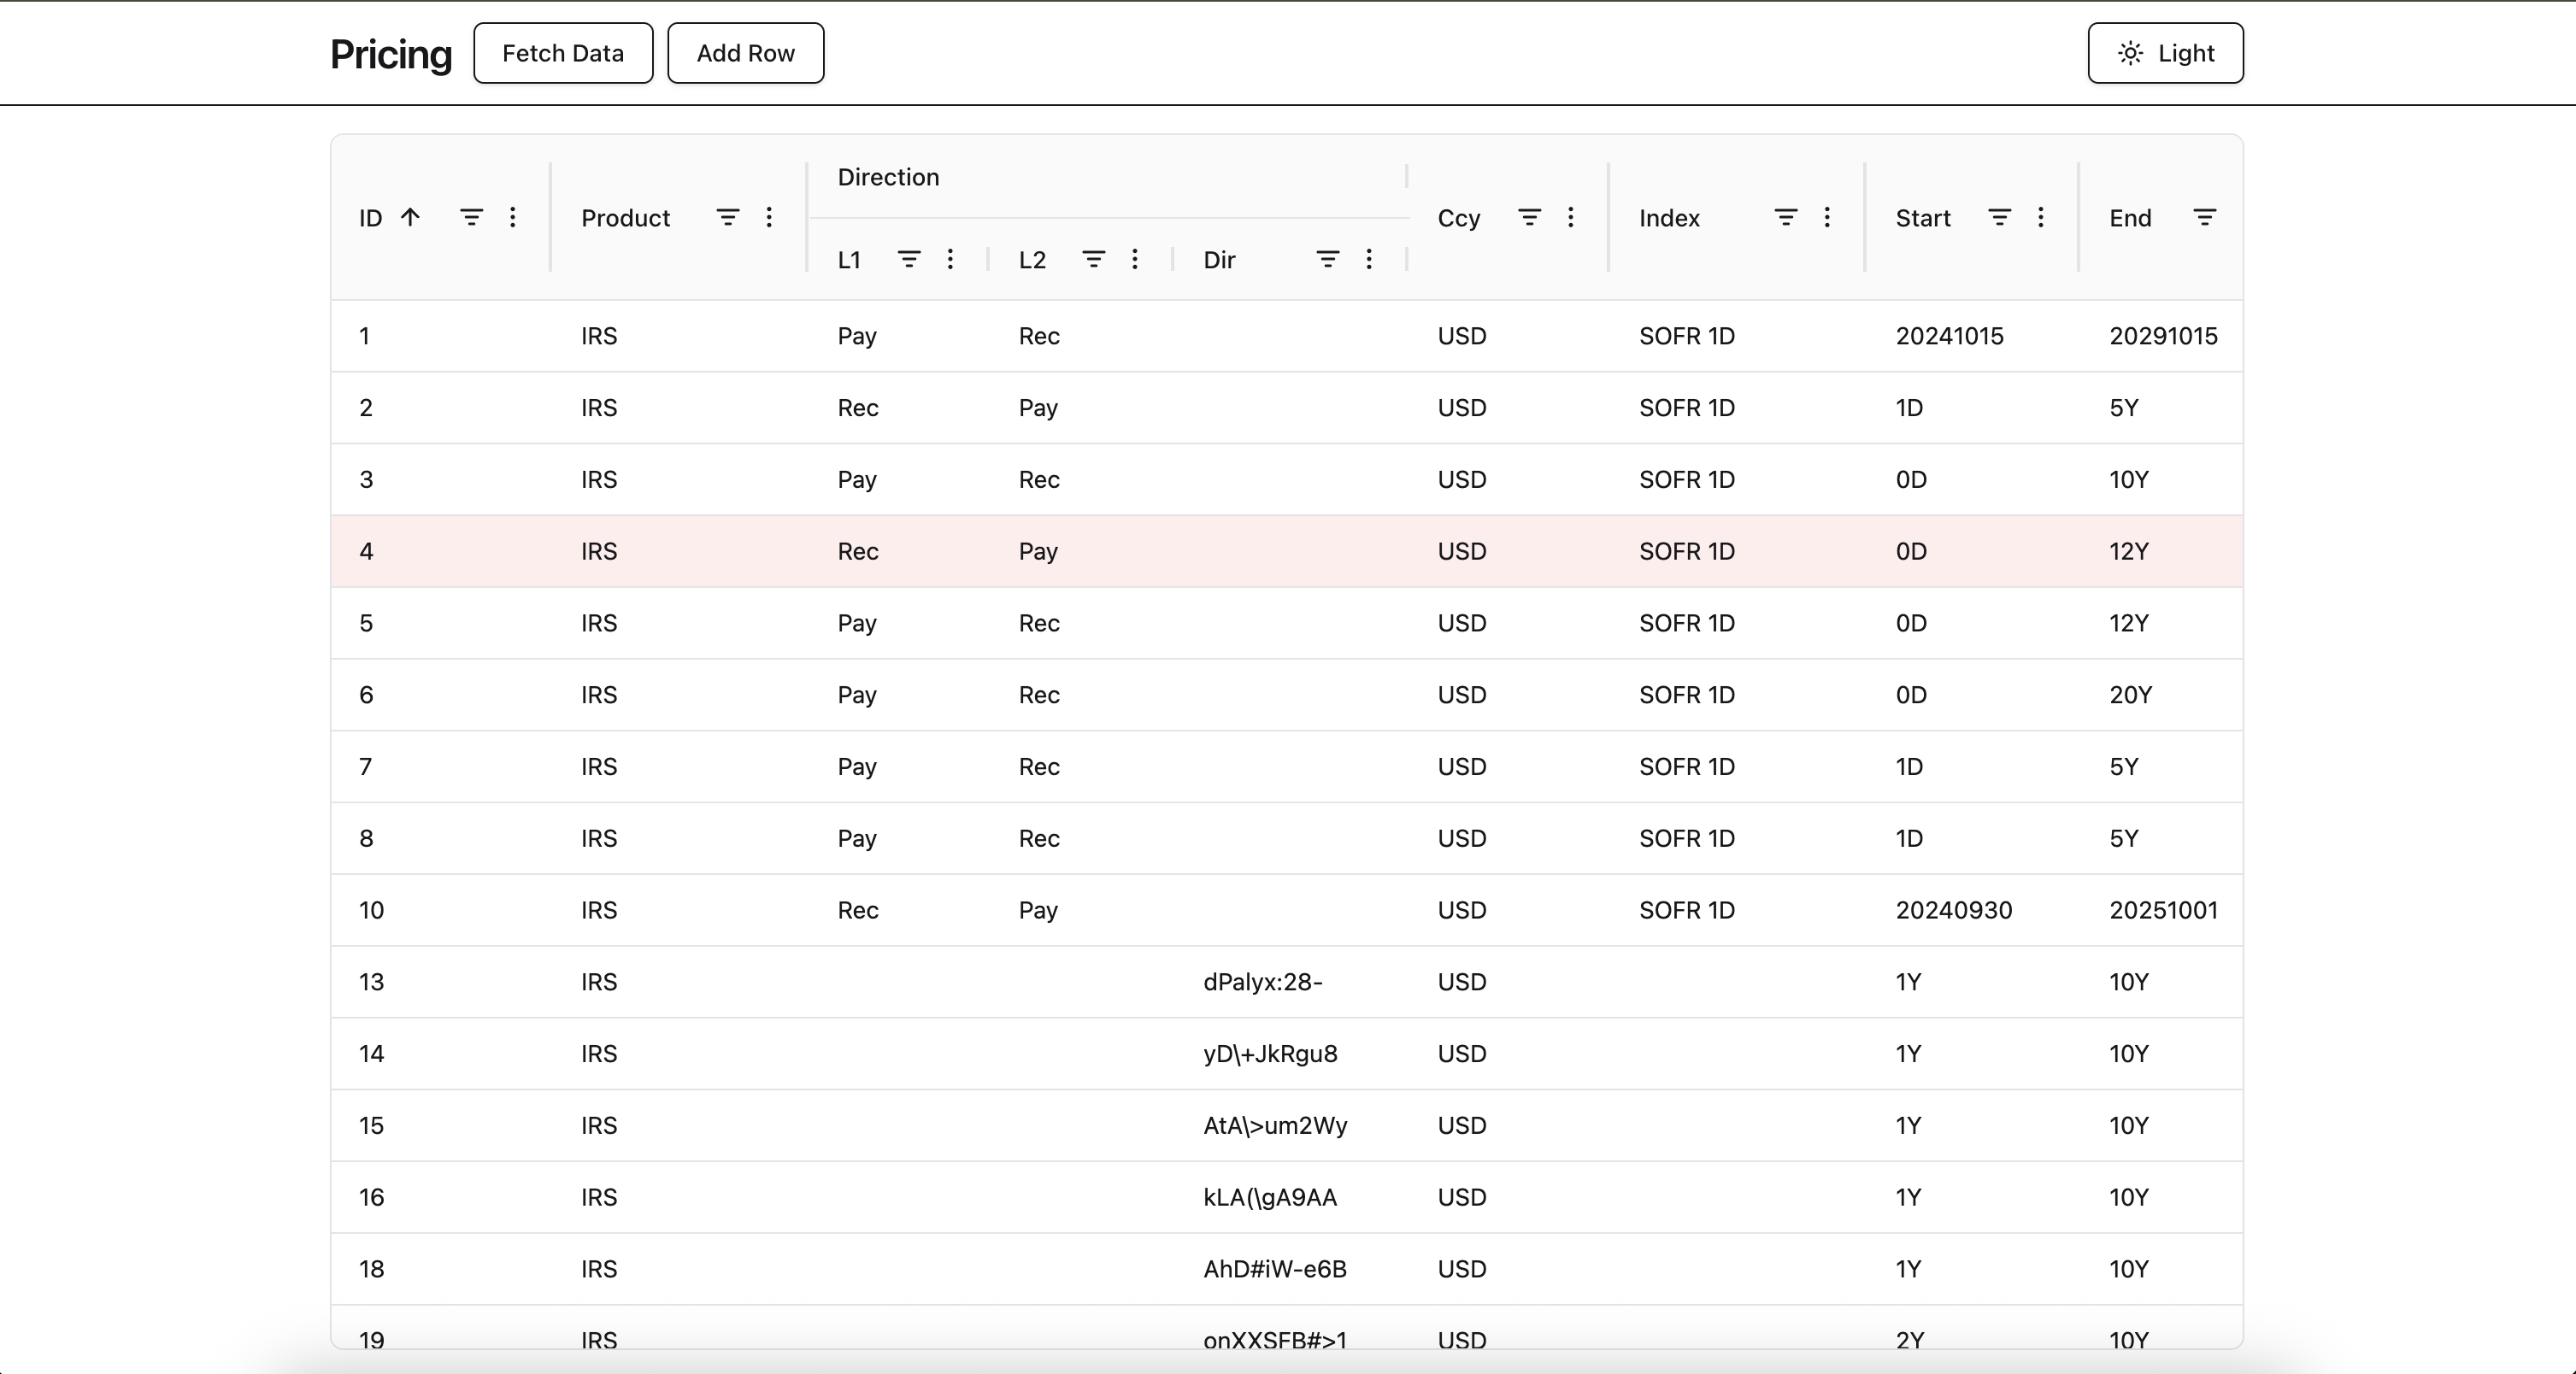 Pricing Fetch Data Add Row Light
Direction
ID Product Ccy Index Start End
L1 L2 Dir
1 IRS Pay Rec USD SOFR 1D 20241015 20291015
2 IRS Rec Pay USD SOFR 1D 1D 5Y
3 IRS Pay Rec USD SOFR 1D 0D 10Y
4 IRS Rec Pay USD SOFR 1D 0D 12Y
5 IRS Pay Rec USD SOFR 1D 0D 12Y
6 IRS Pay Rec USD SOFR 1D 0D 20Y
7 IRS Pay Rec USD SOFR 1D 1D 5Y
8 IRS Pay Rec USD SOFR 1D 1D 5Y
10 IRS Rec Pay USD SOFR 1D 20240930 20251001
13 IRS dPalyx:28- USD 1Y 10Y
14 IRS yD\+JkRgu8 USD 1Y 10Y
15 IRS AtA\>um2Wy USD 1Y 10Y
16 IRS kLA(\gA9AA USD 1Y 10Y
18 IRS AhD#iW-e6B USD 1Y 10Y
19 IRS onXXSFB#>1 USD 2Y 10Y